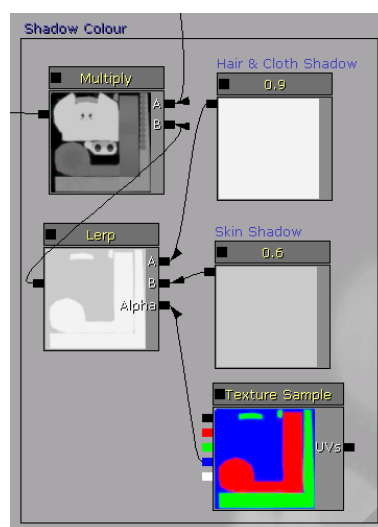 Shadow Colour
Hair & Cloth Shadow
Multiply
0.9
A
B
Skin Shadow
Lerp
0.6
A
B
Alpha
Texture Sample
UVs